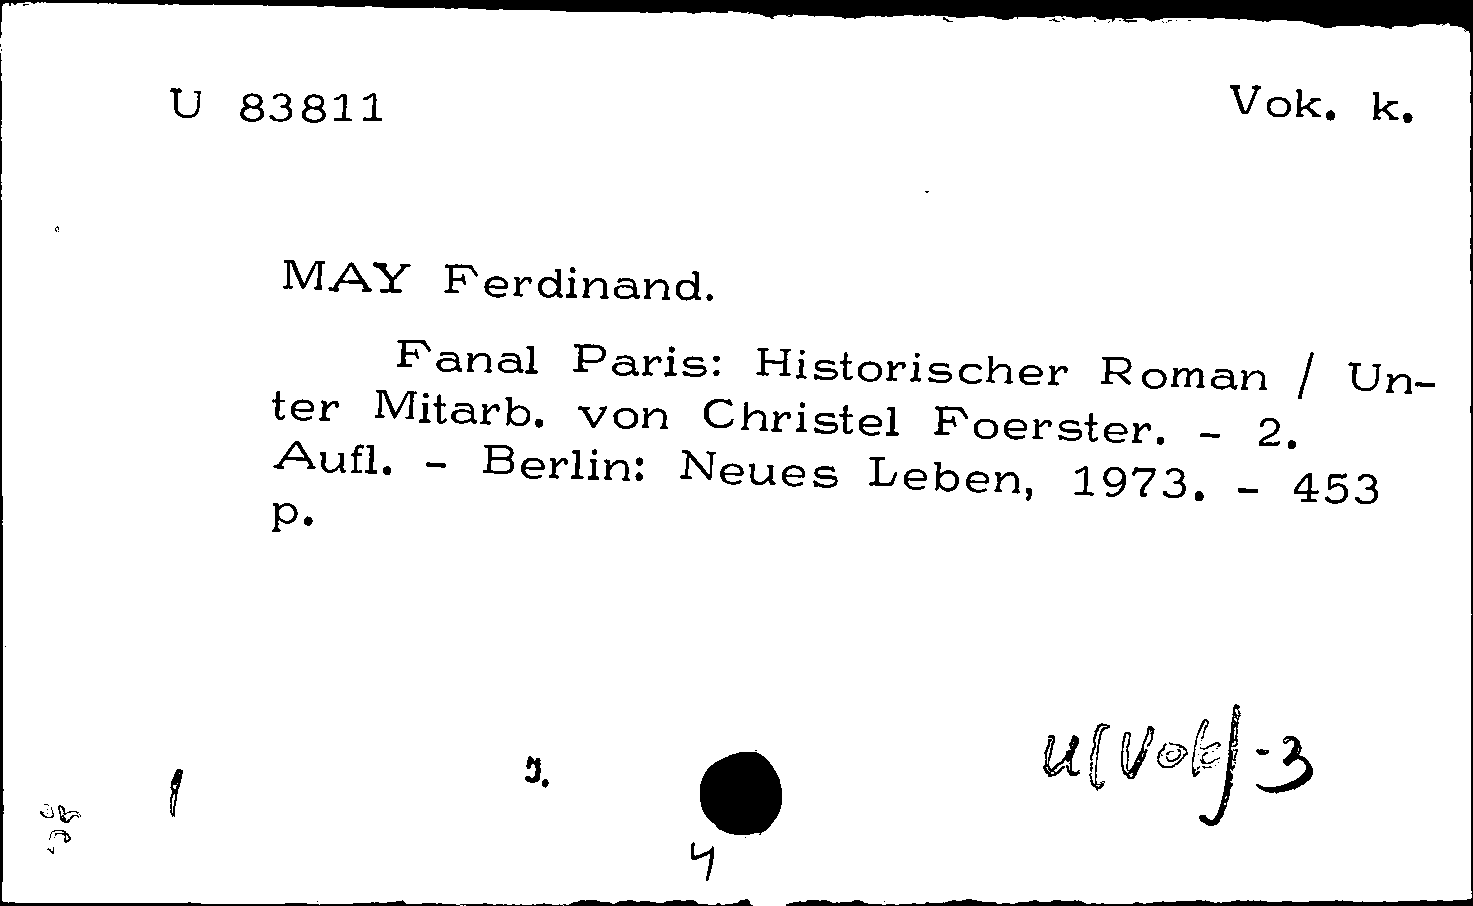 U 83811 Vok. k.
MAY Ferdinand.
Fanal Paris: Historischer Roman / Un-
ter Mitarb. von Christel Foerster. - 2.
Aufl. - Berlin: Neues Leben, 1973. - 453
p.
U(Vok)-3
1
4